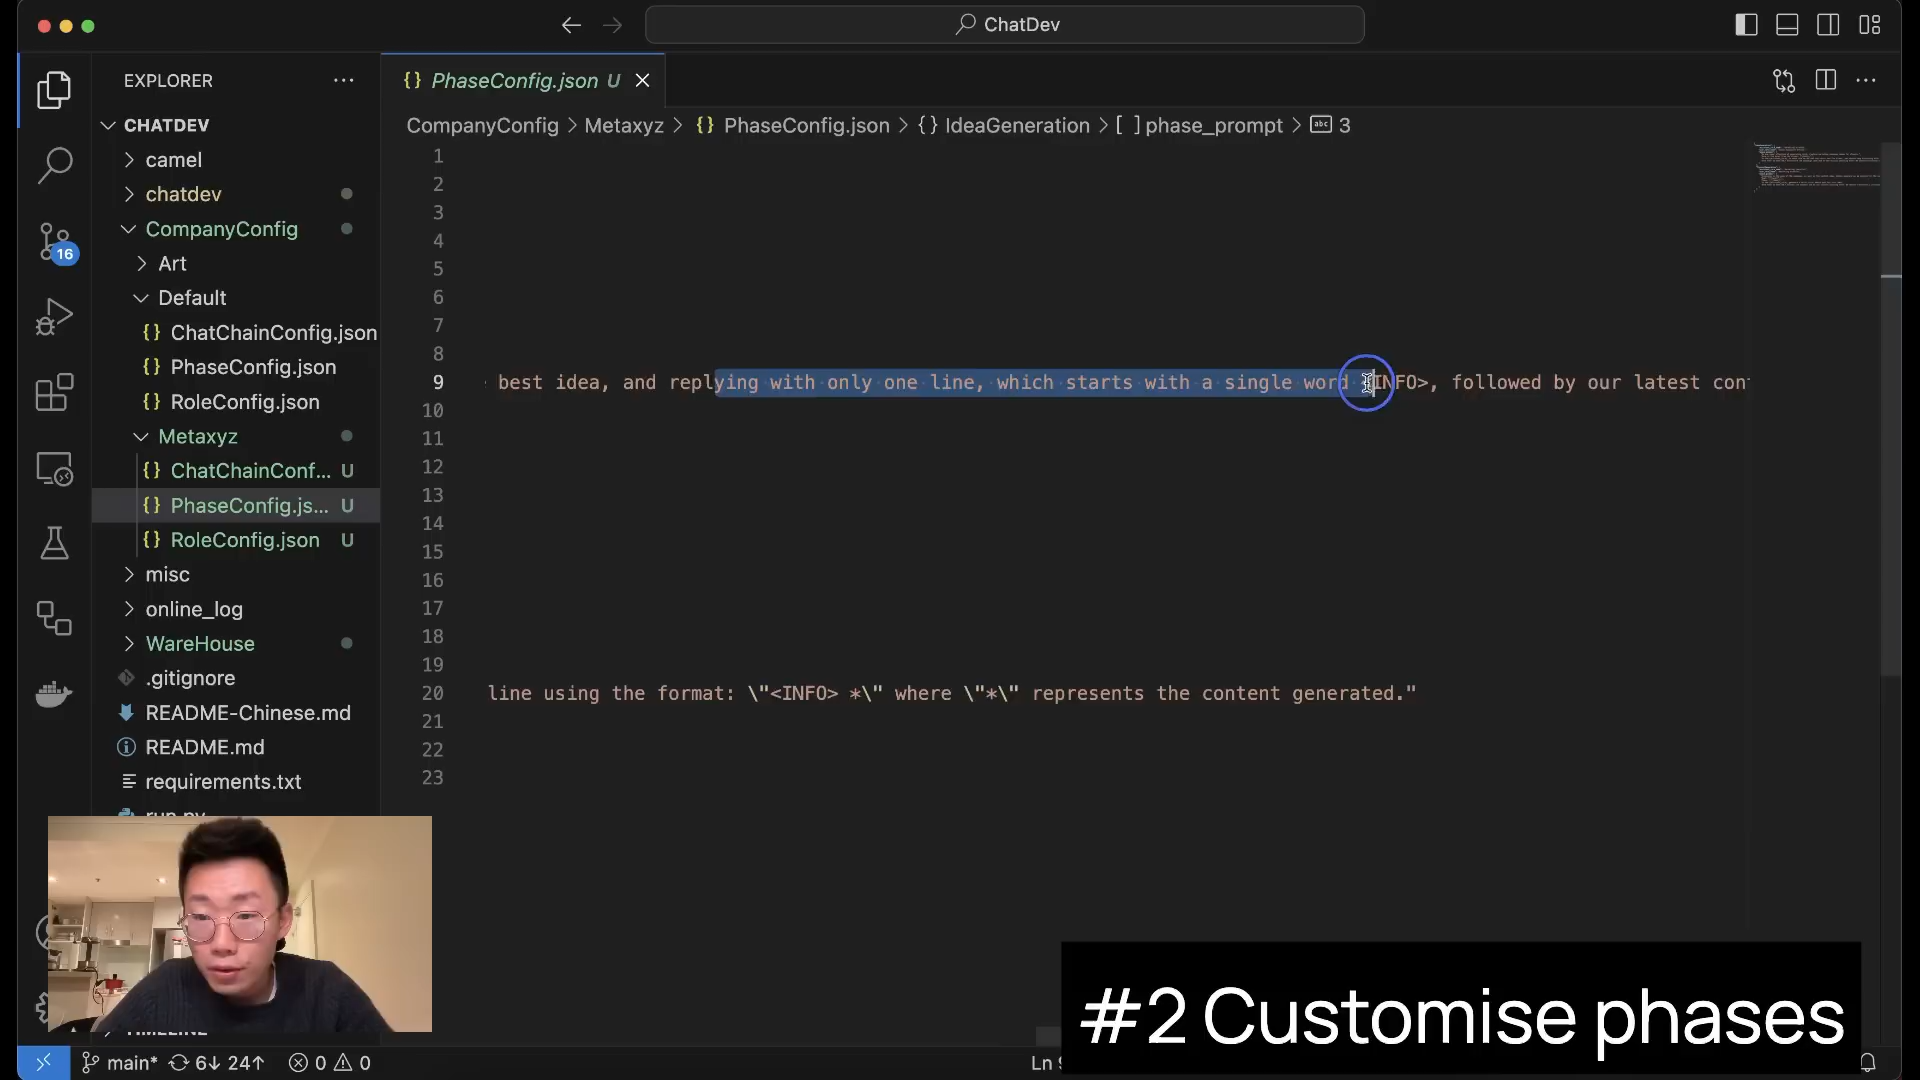 ChatDev
EXPLORER
PhaseConfig.json U
CHATDEV
CompanyConfig > Metaxyz > {} PhaseConfig.json > {} IdeaGeneration > [ ] phase_prompt > abc 3
camel
chatdev
CompanyConfig
Art
Default
{} ChatChainConfig.json
{} PhaseConfig.json
{} RoleConfig.json
Metaxyz
{} ChatChainConf... U
{} PhaseConfig.js... U
{} RoleConfig.json U
misc
online_log
WareHouse
.gitignore
README-Chinese.md
README.md
requirements.txt
run.py
TIMELINE
16
1
2
3
4
5
6
7
8
9 best idea, and replying with only one line, which starts with a single word <INFO>, followed by our latest con
10
11
12
13
14
15
16
17
18
19
20 line using the format: \"<INFO> *\" where \"*\" represents the content generated."
21
22
23
#2 Customise phases
main* 6↓ 24↑ 0 0
Ln